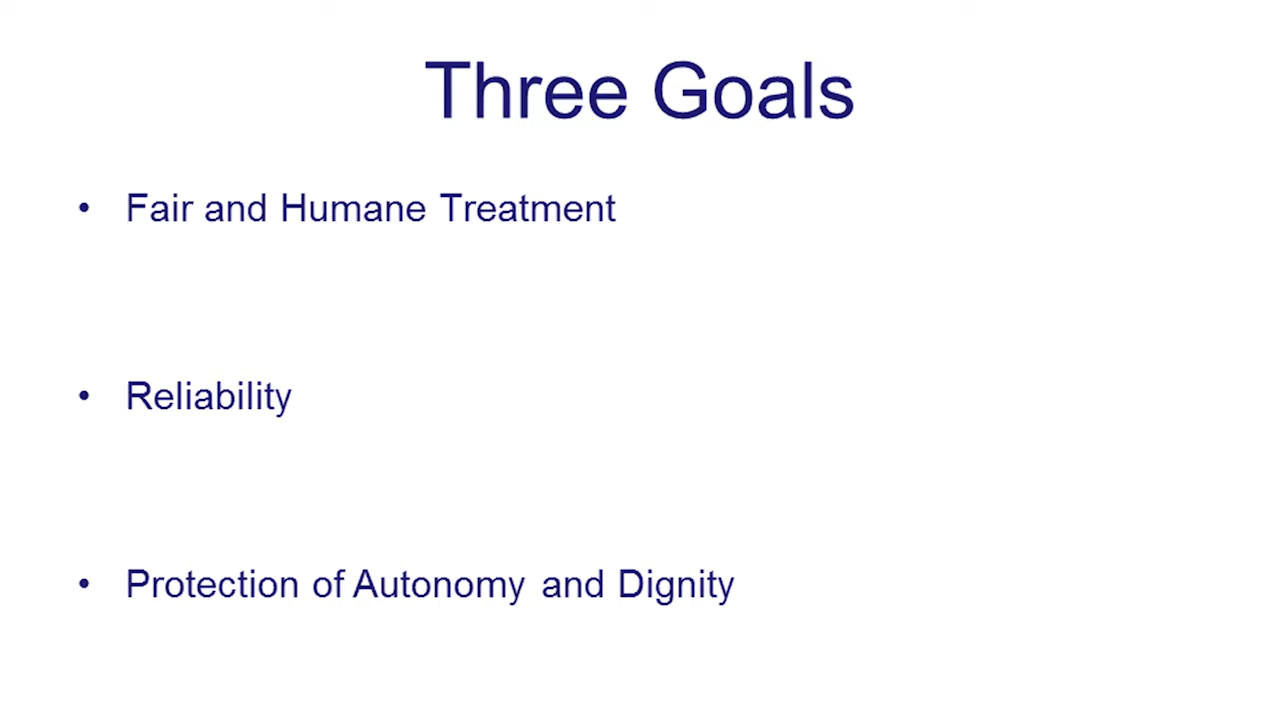 Three Goals
• Fair and Humane Treatment
• Reliability
• Protection of Autonomy and Dignity